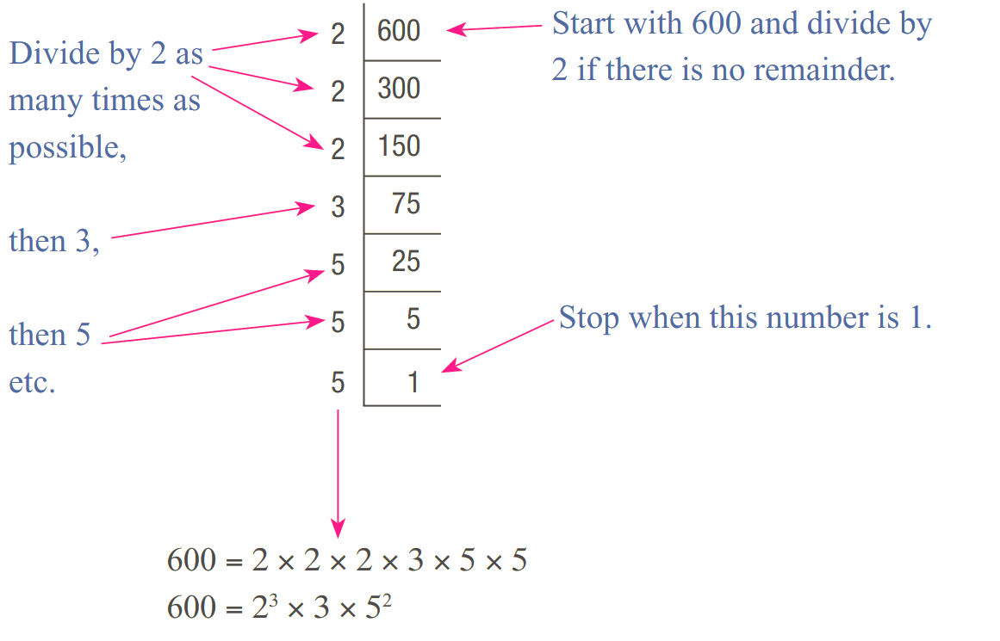 Divide by 2 as
many times as
possible,
then 3,
then 5
etc.
2 600
2 300
2 150
3 75
5 25
5 5
5 1
Start with 600 and divide by
2 if there is no remainder.
Stop when this number is 1.
600 = 2 × 2 × 2 × 3 × 5 × 5
600 = 2³ × 3 × 5²